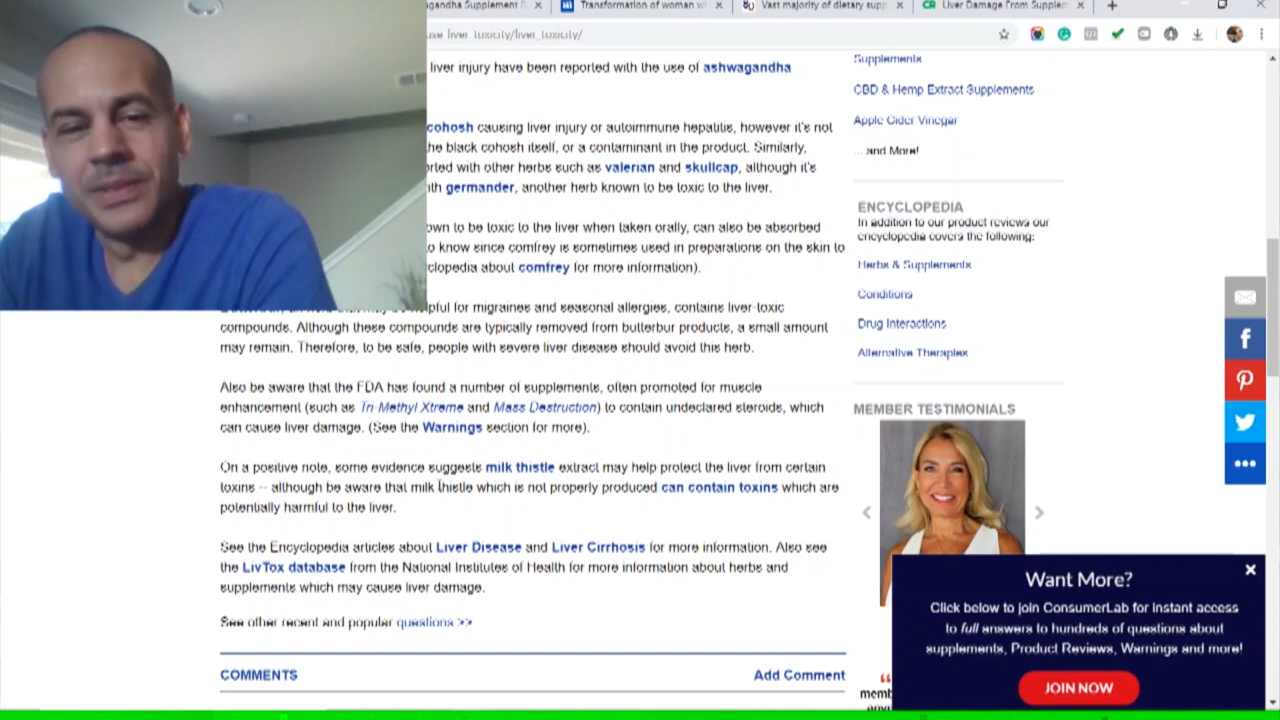 agandha Supplement
Transformation of woman w
Vast majority of dietary supp
Liver Damage From Supplem
use-liver_toxicity/liver_toxicity/
liver injury have been reported with the use of ashwagandha
cohosh causing liver injury or autoimmune hepatitis, however it's not
he black cohosh itself, or a contaminant in the product. Similarly,
rted with other herbs such as valerian and skullcap, although it's
ith germander, another herb known to be toxic to the liver.
own to be toxic to the liver when taken orally, can also be absorbed
o know since comfrey is sometimes used in preparations on the skin to
clopedia about comfrey for more information).
lpful for migraines and seasonal allergies, contains liver-toxic
compounds. Although these compounds are typically removed from butterbur products, a small amount
may remain. Therefore, to be safe, people with severe liver disease should avoid this herb.
Also be aware that the FDA has found a number of supplements, often promoted for muscle
enhancement (such as Tri-Methyl Xtreme and Mass Destruction) to contain undeclared steroids, which
can cause liver damage. (See the Warnings section for more).
On a positive note, some evidence suggests milk thistle extract may help protect the liver from certain
toxins -- although be aware that milk thistle which is not properly produced can contain toxins which are
potentially harmful to the liver.
See the Encyclopedia articles about Liver Disease and Liver Cirrhosis for more information. Also see
the LivTox database from the National Institutes of Health for more information about herbs and
supplements which may cause liver damage.
See other recent and popular questions >>
COMMENTS
Add Comment
Supplements
CBD & Hemp Extract Supplements
Apple Cider Vinegar
... and More!
ENCYCLOPEDIA
In addition to our product reviews our
encyclopedia covers the following:
Herbs & Supplements
Conditions
Drug Interactions
Alternative Therapies
MEMBER TESTIMONIALS
Want More?
Click below to join ConsumerLab for instant access
to full answers to hundreds of questions about
supplements, Product Reviews, Warnings and more!
JOIN NOW